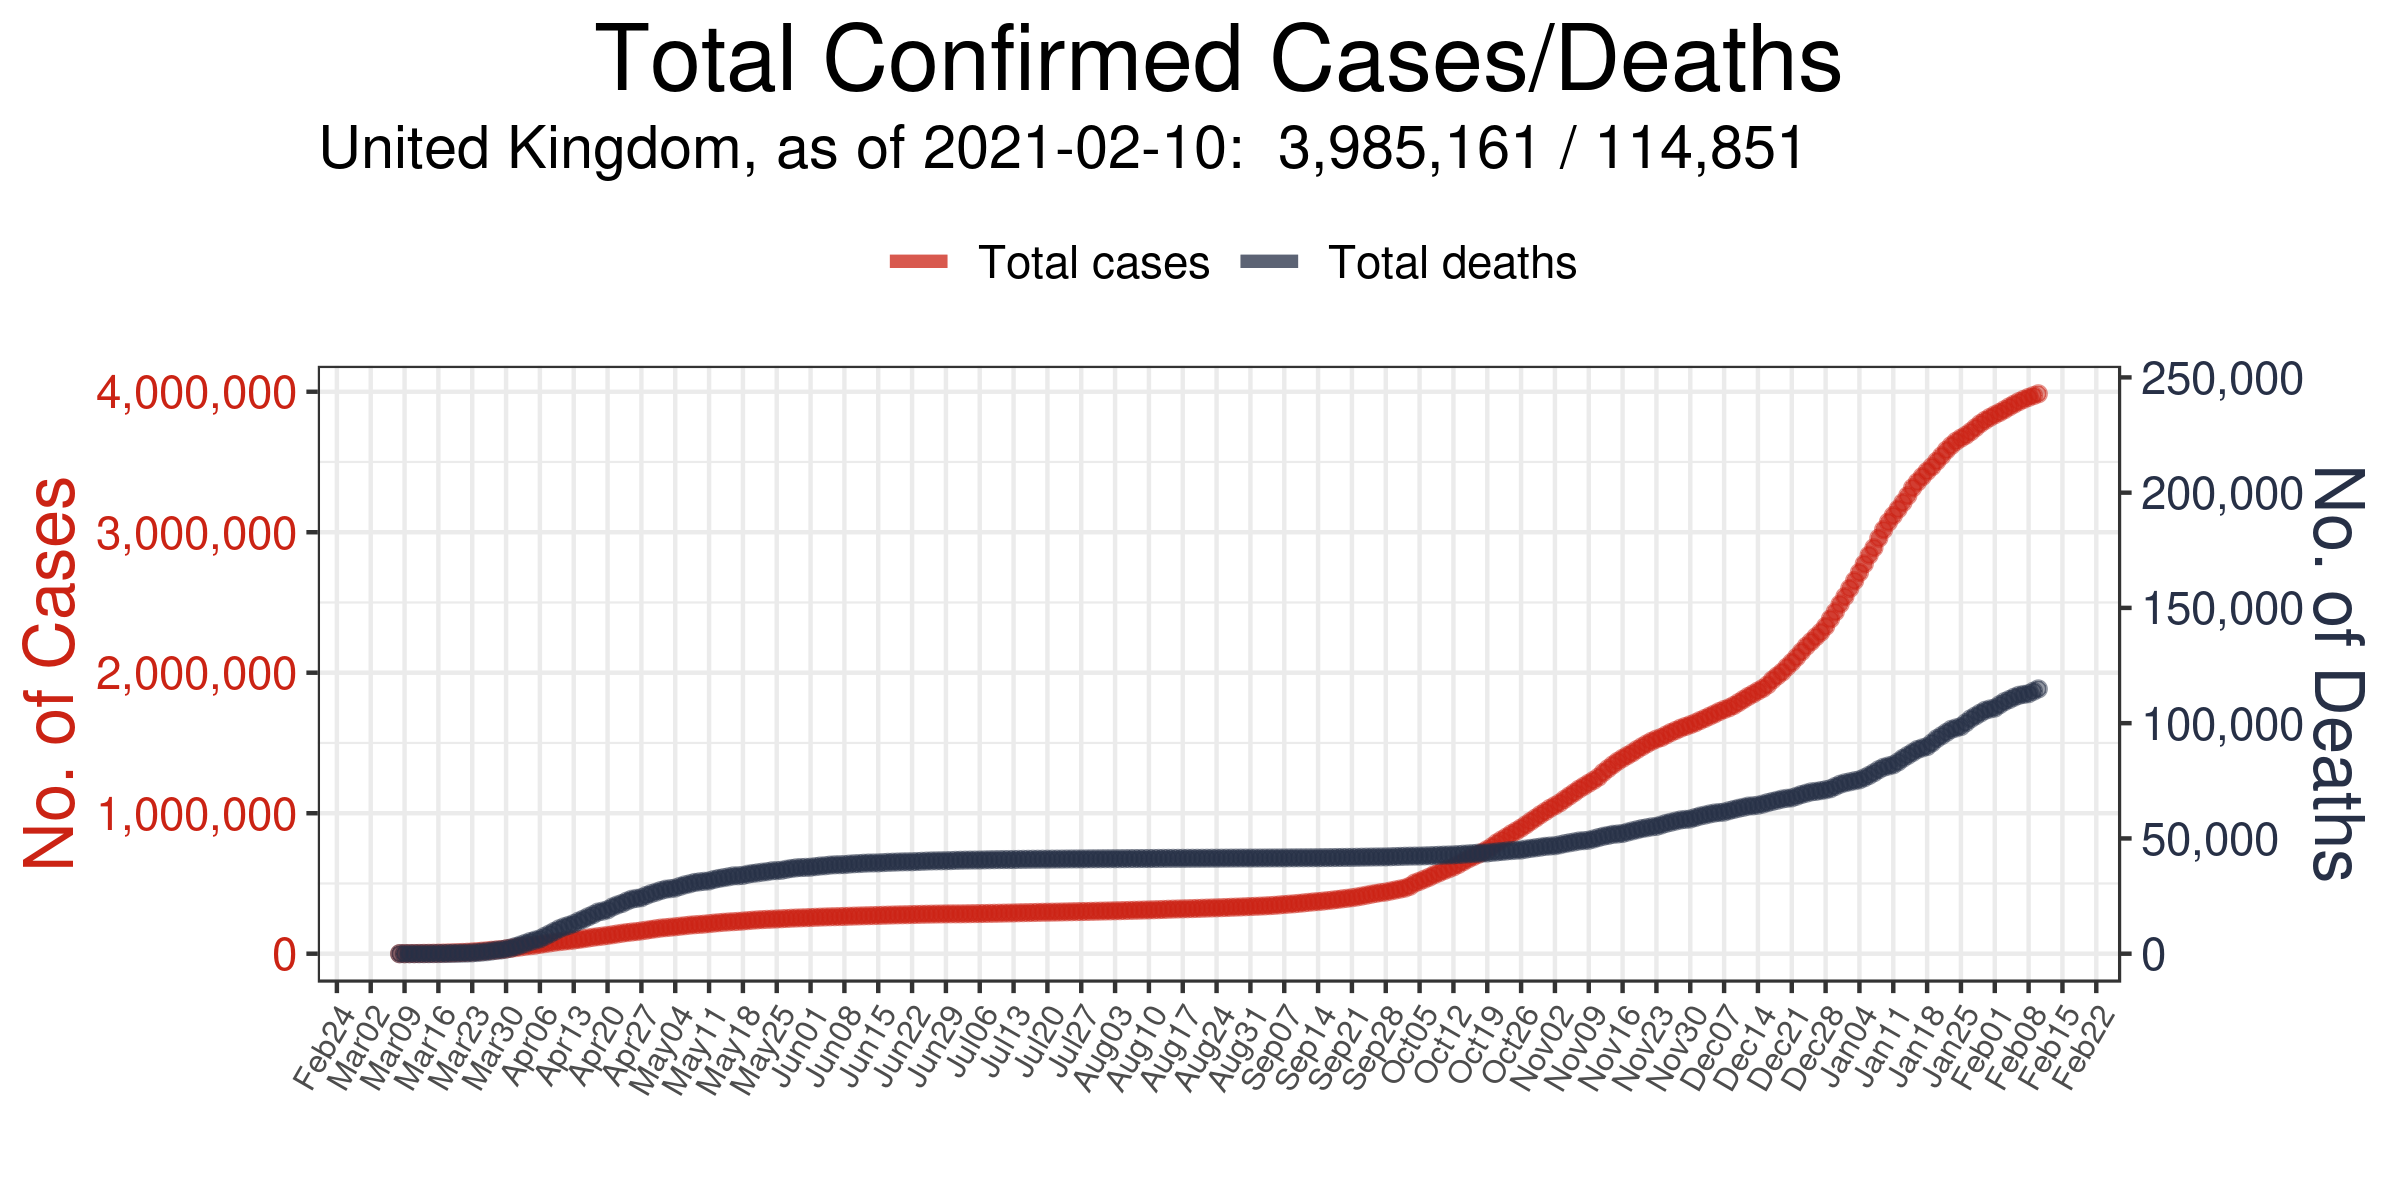 Total Confirmed Cases/Deaths
United Kingdom, as of 2021-02-10:  3,985,161 / 114,851
Total cases
Total deaths
No. of Cases
4,000,000
3,000,000
2,000,000
1,000,000
0
250,000
200,000
150,000
100,000
50,000
0
No. of Deaths
Feb24
Mar02
Mar09
Mar16
Mar23
Mar30
Apr06
Apr13
Apr20
Apr27
May04
May11
May18
May25
Jun01
Jun08
Jun15
Jun22
Jun29
Jul06
Jul13
Jul20
Jul27
Aug03
Aug10
Aug17
Aug24
Aug31
Sep07
Sep14
Sep21
Sep28
Oct05
Oct12
Oct19
Oct26
Nov02
Nov09
Nov16
Nov23
Nov30
Dec07
Dec14
Dec21
Dec28
Jan04
Jan11
Jan18
Jan25
Feb01
Feb08
Feb15
Feb22